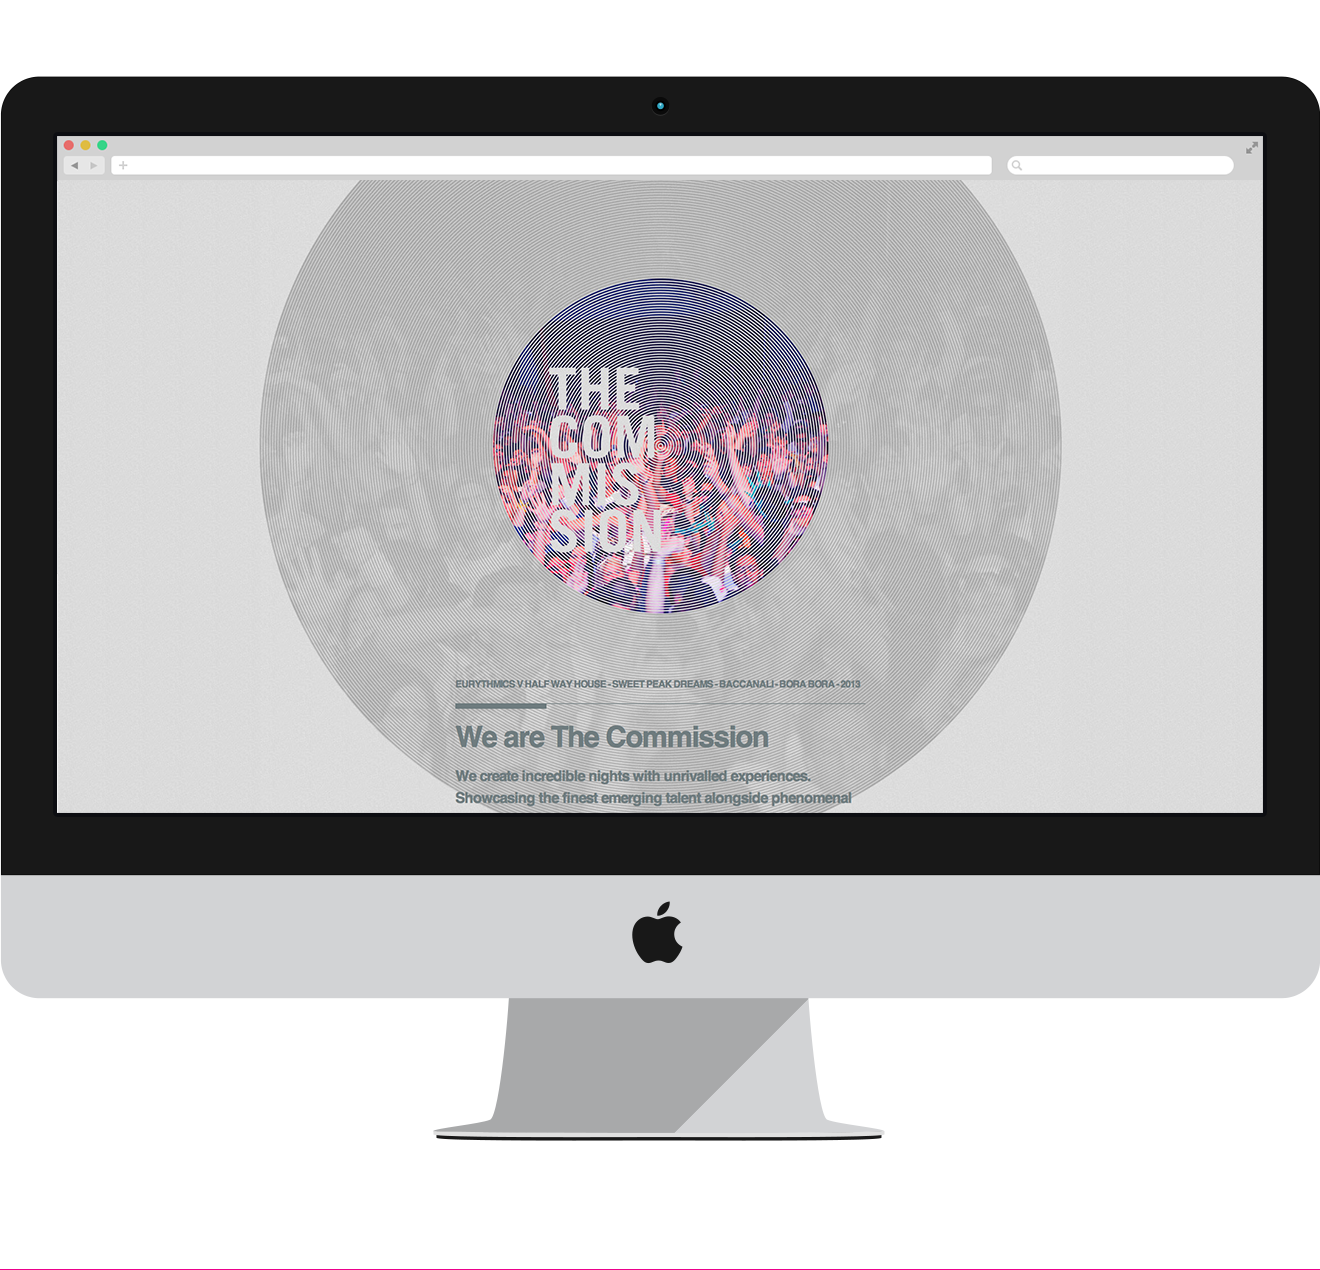 THE
COM
MIS
SION
EURYTHMICS V HALF WAY HOUSE - SWEET PEAK DREAMS - BACCANALI - BORA BORA - 2013
We are The Commission
We create incredible nights with unrivalled experiences.
Showcasing the finest emerging talent alongside phenomenal